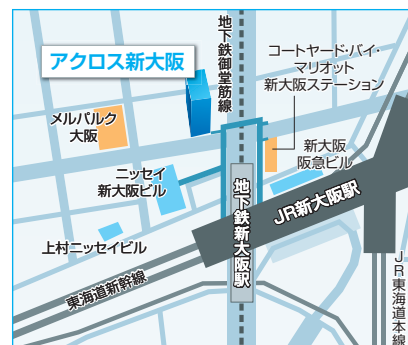 アクロス新大阪
地下鉄御堂筋線
コートヤード・バイ・
マリオット
新大阪ステーション
メルパルク
大阪
ニッセイ
新大阪ビル
新大阪
阪急ビル
地下鉄新大阪駅
JR新大阪駅
上村ニッセイビル
東海道新幹線
JR東海道本線